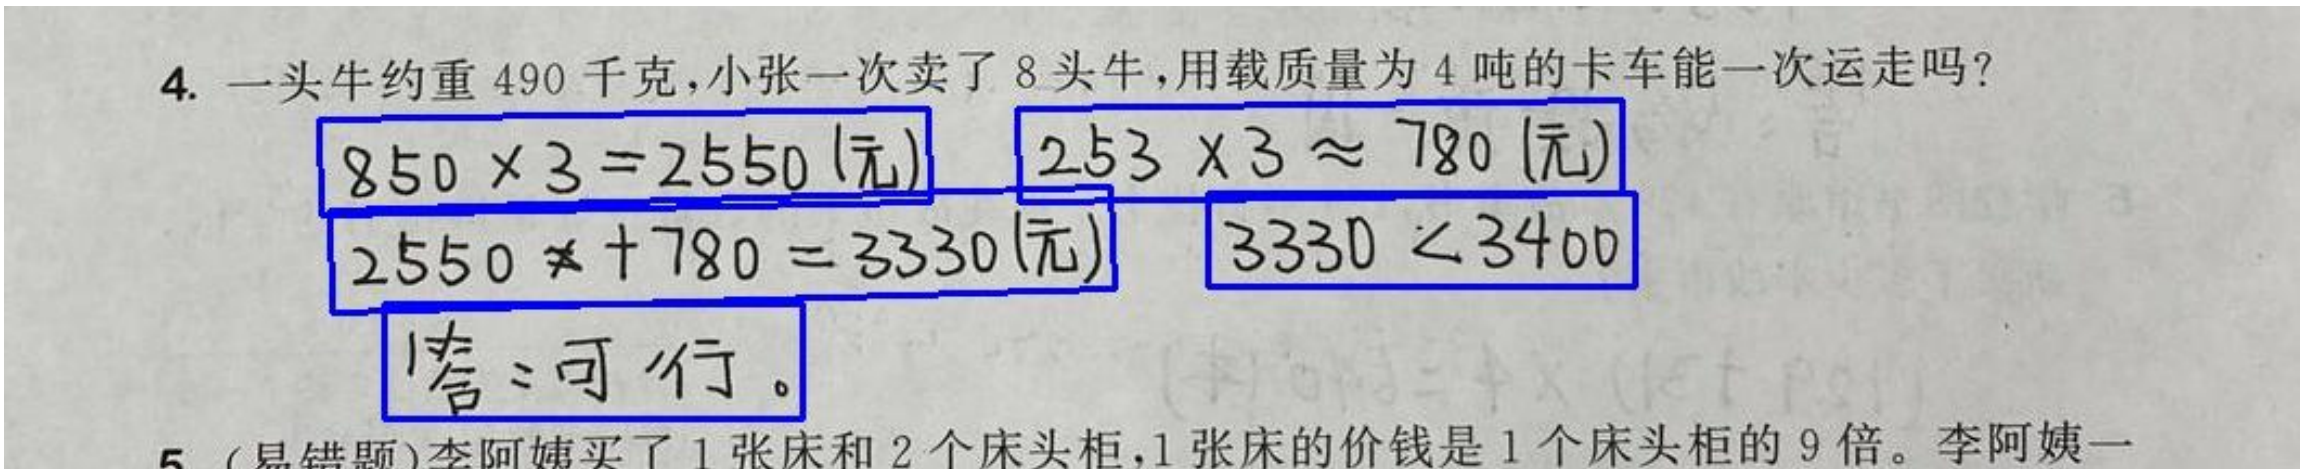 4. 一头牛约重 490 千克,小张一次卖了 8 头牛,用载质量为 4 吨的卡车能一次运走吗?
850 × 3 = 2550 (元) 253 × 3 ≈ 780 (元)
2550 + 780 = 3330 (元) 3330 < 3400
答:可行。
5. (易错题)李阿姨买了 1 张床和 2 个床头柜,1 张床的价钱是 1 个床头柜的 9 倍。李阿姨一